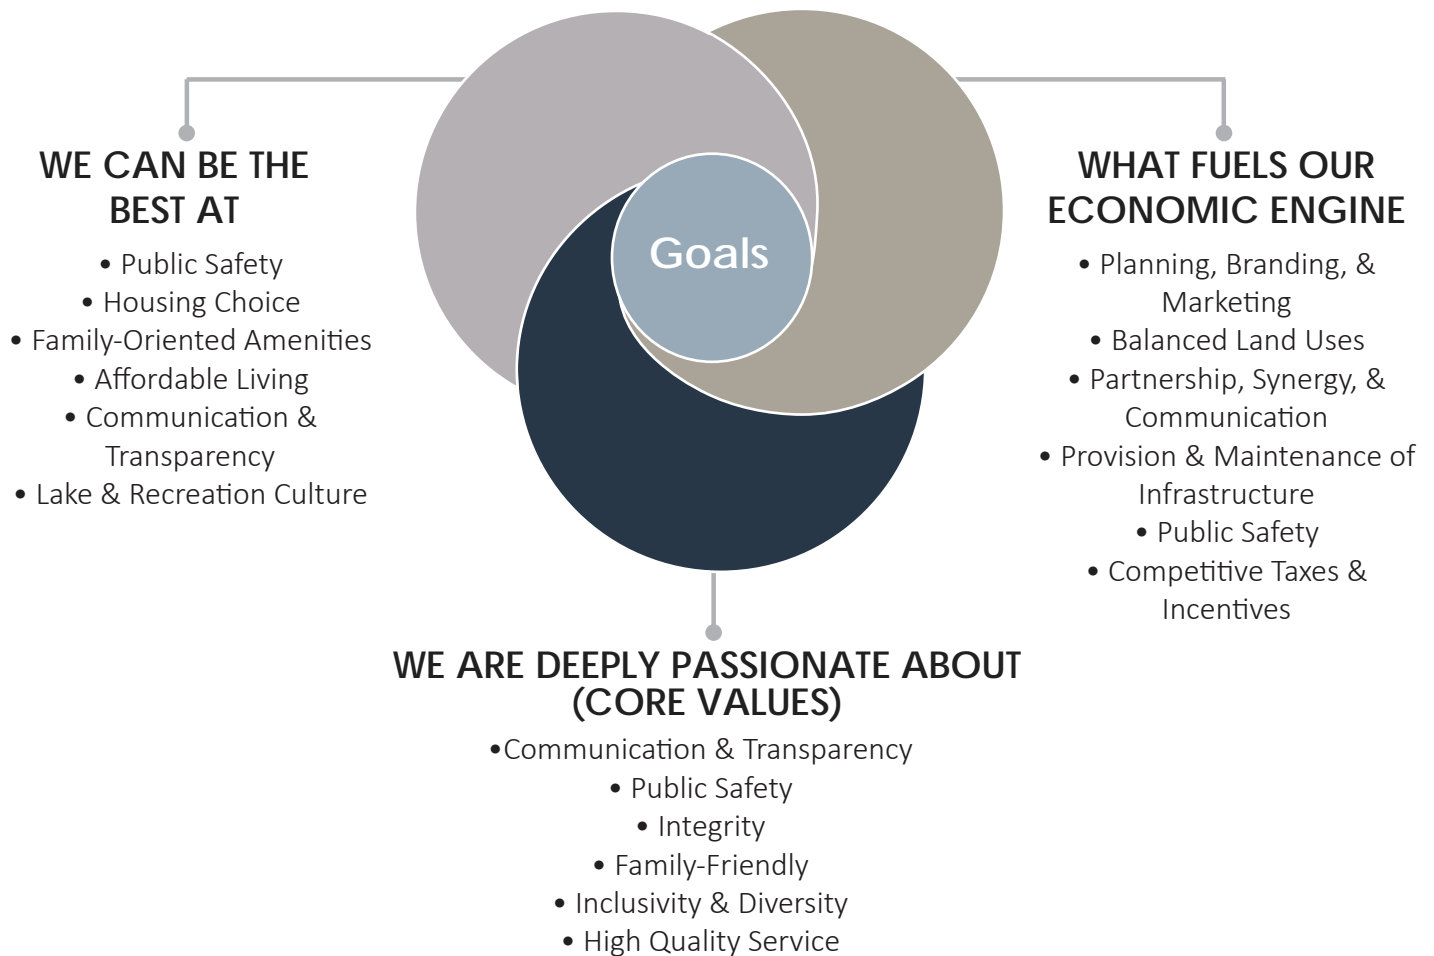 Goals
WE CAN BE THE
BEST AT
• Public Safety
• Housing Choice
• Family-Oriented Amenities
• Affordable Living
• Communication &
Transparency
• Lake & Recreation Culture
WHAT FUELS OUR
ECONOMIC ENGINE
• Planning, Branding, &
Marketing
• Balanced Land Uses
• Partnership, Synergy, &
Communication
• Provision & Maintenance of
Infrastructure
• Public Safety
• Competitive Taxes &
Incentives
WE ARE DEEPLY PASSIONATE ABOUT
(CORE VALUES)
•Communication & Transparency
• Public Safety
• Integrity
• Family-Friendly
• Inclusivity & Diversity
• High Quality Service